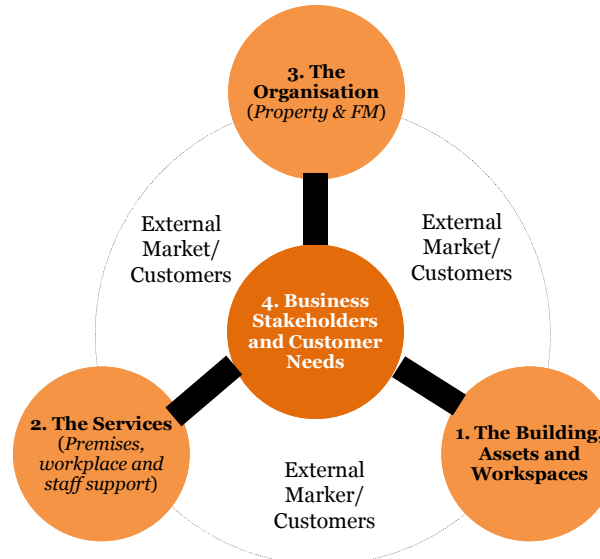 3. The
Organisation
(Property & FM)
External
Market/
Customers
External
Market/
Customers
4. Business
Stakeholders
and Customer
Needs
2. The Services
(Premises,
workplace and
staff support)
1. The Building,
Assets and
Workspaces
External
Marker/
Customers